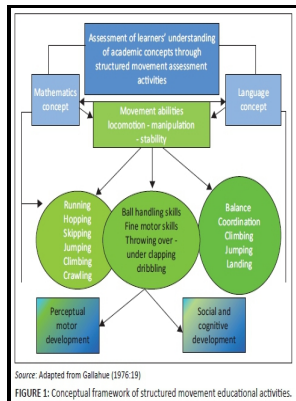 Assessment of learners' understanding
of academic concepts through
structured movement assessment
activities
Mathematics
concept
Language
concept
Movement abilities
locomotion - manipulation
- stability
Running
Hopping
Skipping
Jumping
Climbing
Crawling
Ball handling skills
Fine motor skills
Throwing over -
under clapping
dribbling
Balance
Coordination
Climbing
Jumping
Landing
Perceptual
motor
development
Social and
cognitive development
Source: Adapted from Gallahue (1976:19)
FIGURE 1: Conceptual framework of structured movement educational activities.